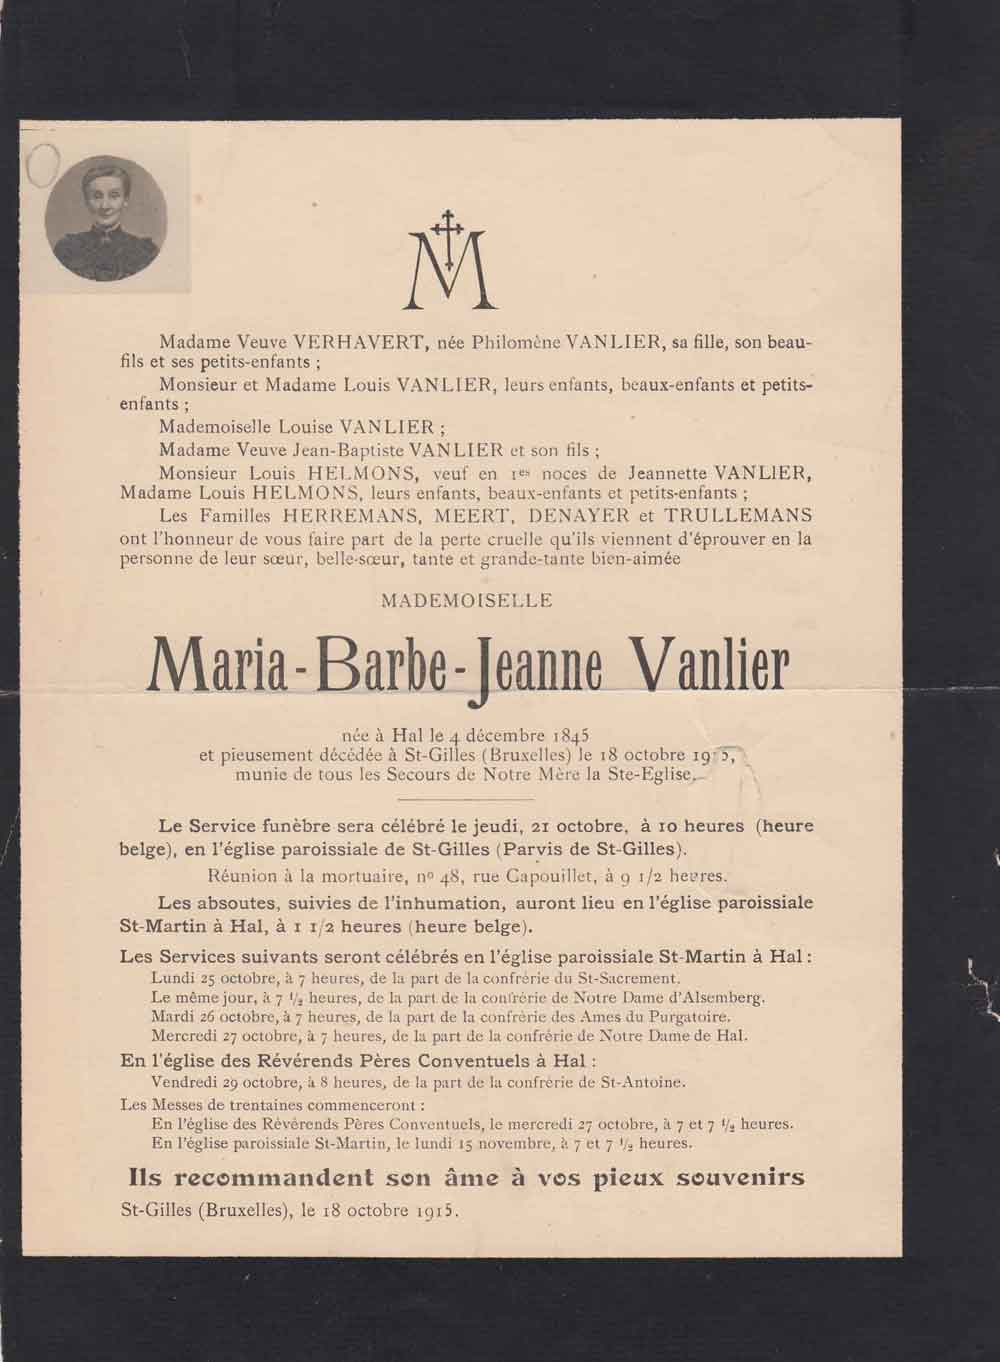 M
Madame Veuve VERHAVERT, née Philomène VANLIER, sa fille, son beau-
fils et ses petits-enfants ;
Monsieur et Madame Louis VANLIER, leurs enfants, beaux-enfants et petits-
enfants ;
Mademoiselle Louise VANLIER ;
Madame Veuve Jean-Baptiste VANLIER et son fils ;
Monsieur Louis HELMONS, veuf en 1es noces de Jeannette VANLIER,
Madame Louis HELMONS, leurs enfants, beaux-enfants et petits-enfants ;
Les Familles HERREMANS, MEERT, DENAYER et TRULLEMANS
ont l'honneur de vous faire part de la perte cruelle qu'ils viennent d'éprouver en la
personne de leur sœur, belle-sœur, tante et grande-tante bien-aimée
MADEMOISELLE
Maria-Barbe-Jeanne Vanlier
née à Hal le 4 décembre 1845
et pieusement décédée à St-Gilles (Bruxelles) le 18 octobre 1915,
munie de tous les Secours de Notre Mère la Ste-Eglise.
Le Service funèbre sera célébré le jeudi, 21 octobre, à 10 heures (heure
belge), en l'église paroissiale de St-Gilles (Parvis de St-Gilles).
Réunion à la mortuaire, no 48, rue Capouillet, à 9 1/2 heures.
Les absoutes, suivies de l'inhumation, auront lieu en l'église paroissiale
St-Martin à Hal, à 1 1/2 heures (heure belge).
Les Services suivants seront célébrés en l'église paroissiale St-Martin à Hal :
Lundi 25 octobre, à 7 heures, de la part de la confrérie du St-Sacrement.
Le même jour, à 7 1/2 heures, de la part de la confrérie de Notre Dame d'Alsemberg.
Mardi 26 octobre, à 7 heures, de la part de la confrérie des Ames du Purgatoire.
Mercredi 27 octobre, à 7 heures, de la part de la confrérie de Notre Dame de Hal.
En l'église des Révérends Pères Conventuels à Hal :
Vendredi 29 octobre, à 8 heures, de la part de la confrérie de St-Antoine.
Les Messes de trentaines commenceront :
En l'église des Révérends Pères Conventuels, le mercredi 27 octobre, à 7 et 7 1/2 heures.
En l'église paroissiale St-Martin, le lundi 15 novembre, à 7 et 7 1/2 heures.
Ils recommandent son âme à vos pieux souvenirs
St-Gilles (Bruxelles), le 18 octobre 1915.